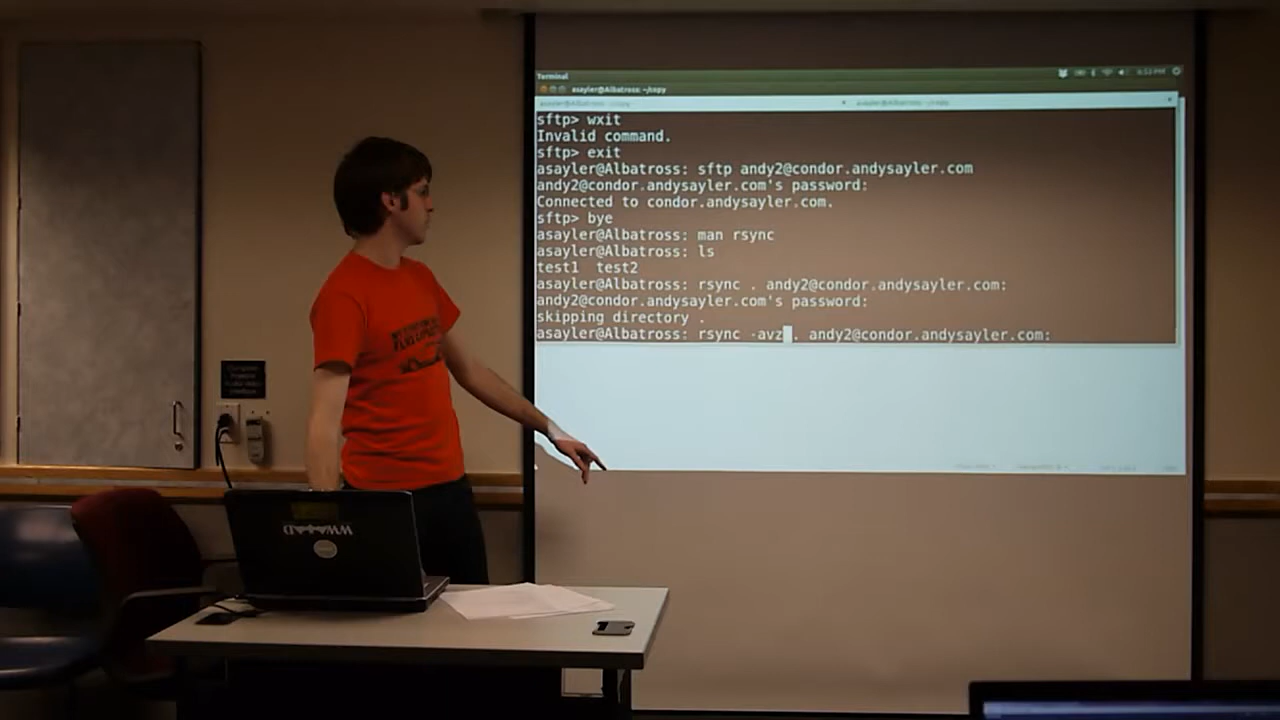 Terminal
asayler@Albatross: ~/copy
sftp> wxit
Invalid command.
sftp> exit
asayler@Albatross: sftp andy2@condor.andysayler.com
andy2@condor.andysayler.com's password:
Connected to condor.andysayler.com.
sftp> bye
asayler@Albatross: man rsync
asayler@Albatross: ls
test1 test2
asayler@Albatross: rsync . andy2@condor.andysayler.com:
andy2@condor.andysayler.com's password:
skipping directory .
asayler@Albatross: rsync -avz . andy2@condor.andysayler.com: